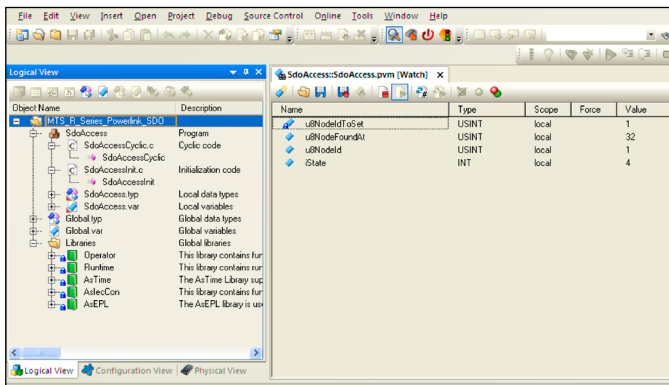 File Edit View Insert Open Project Debug Source Control Online Tools Window Help
Logical View
SdoAccess::SdoAccess.pvm [Watch] x
Object Name Description
MTS_R_Series_Powerlink_SDO
SdoAccess Program
SdoAccessCyclic.c Cyclic code
SdoAccessCyclic
SdoAccessInit.c Initialization code
SdoAccessInit
SdoAccess.typ Local data types
SdoAccess.var Local variables
Global.typ Global data types
Global.var Global variables
Libraries Global libraries
Operator This library contains fun
Runtime This library contains fun
AsTime The AsTime Library sup
AsIecCon This library contains fun
AsEPL The AsEPL library is use
Logical View Configuration View Physical View
Name Type Scope Force Value
u8NodeIdToSet USINT local 1
u8NodeFoundAt USINT local 32
u8NodeId USINT local 1
iState INT local 4